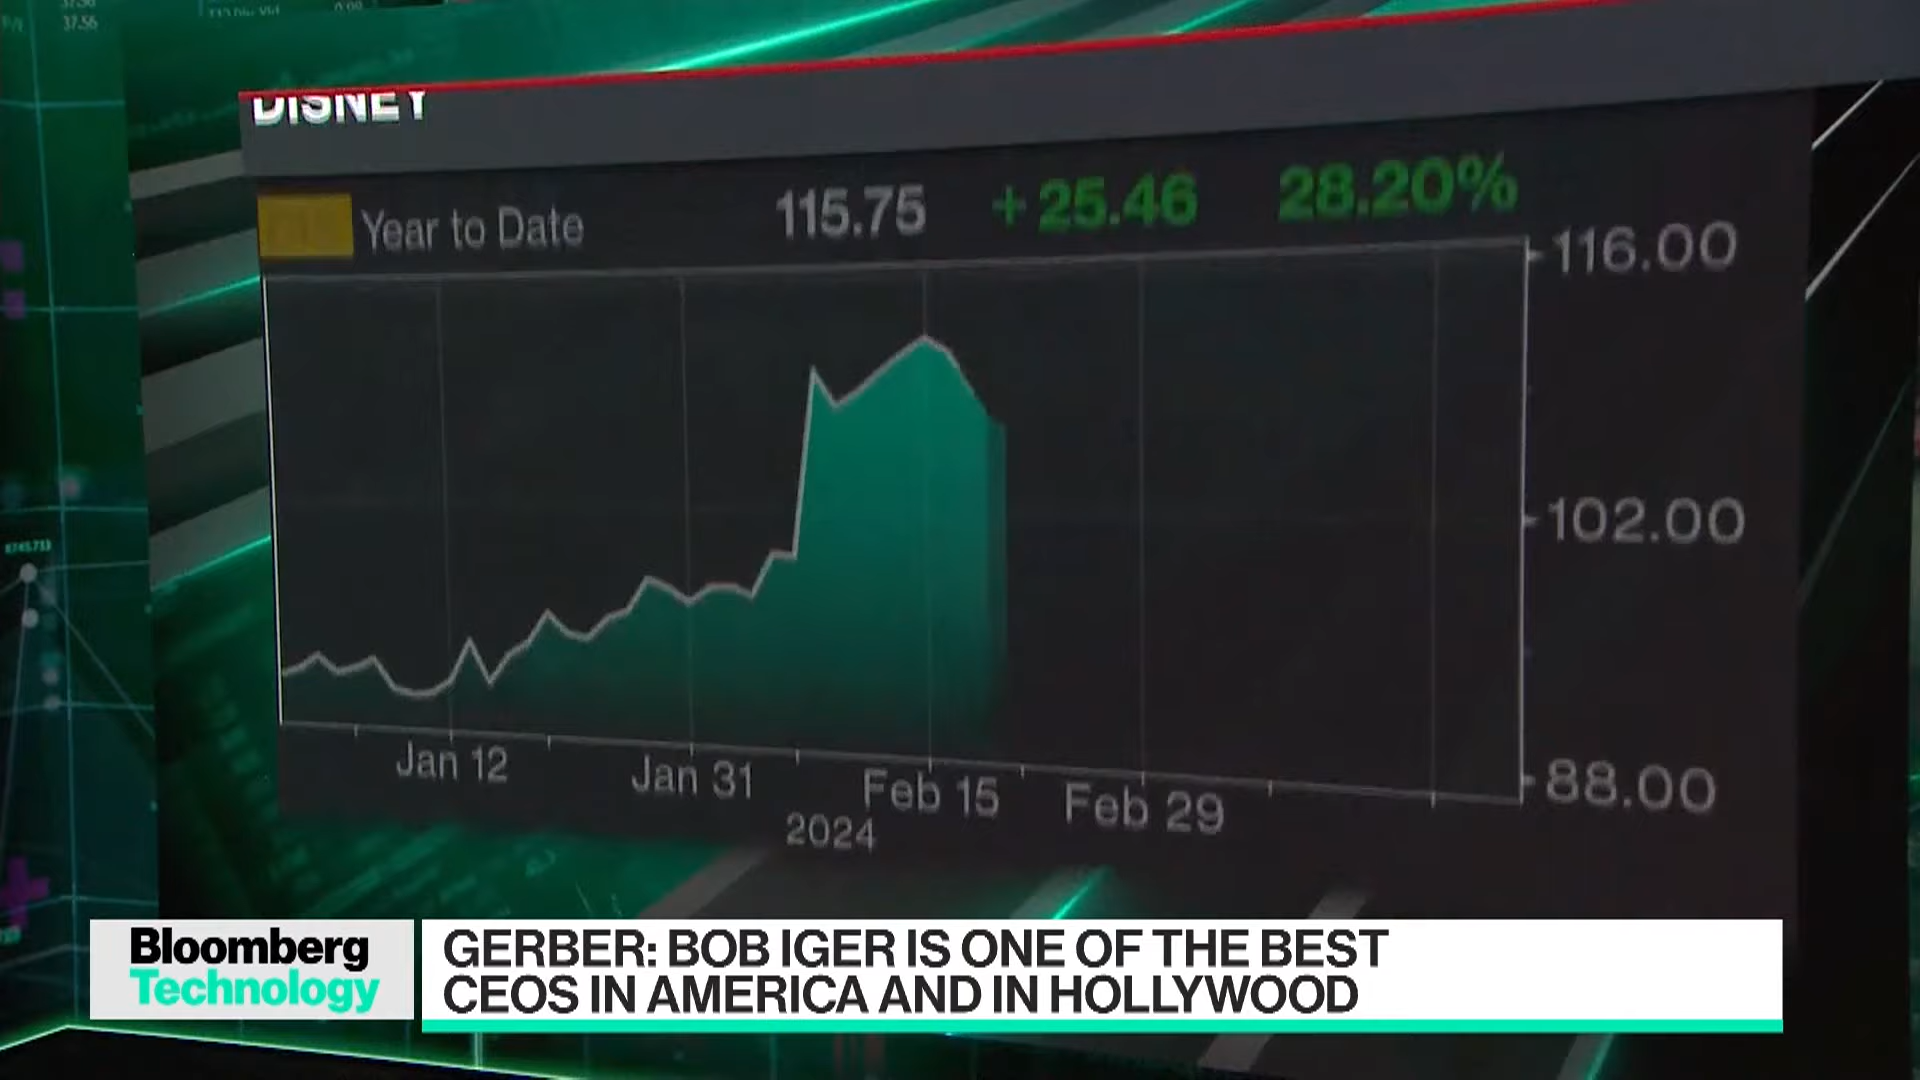 37.56
DISNEY
Year to Date 115.75 +25.46 28.20%
116.00
102.00
88.00
Jan 12 Jan 31 Feb 15 Feb 29
2024
Bloomberg
Technology
GERBER: BOB IGER IS ONE OF THE BEST
CEOS IN AMERICA AND IN HOLLYWOOD